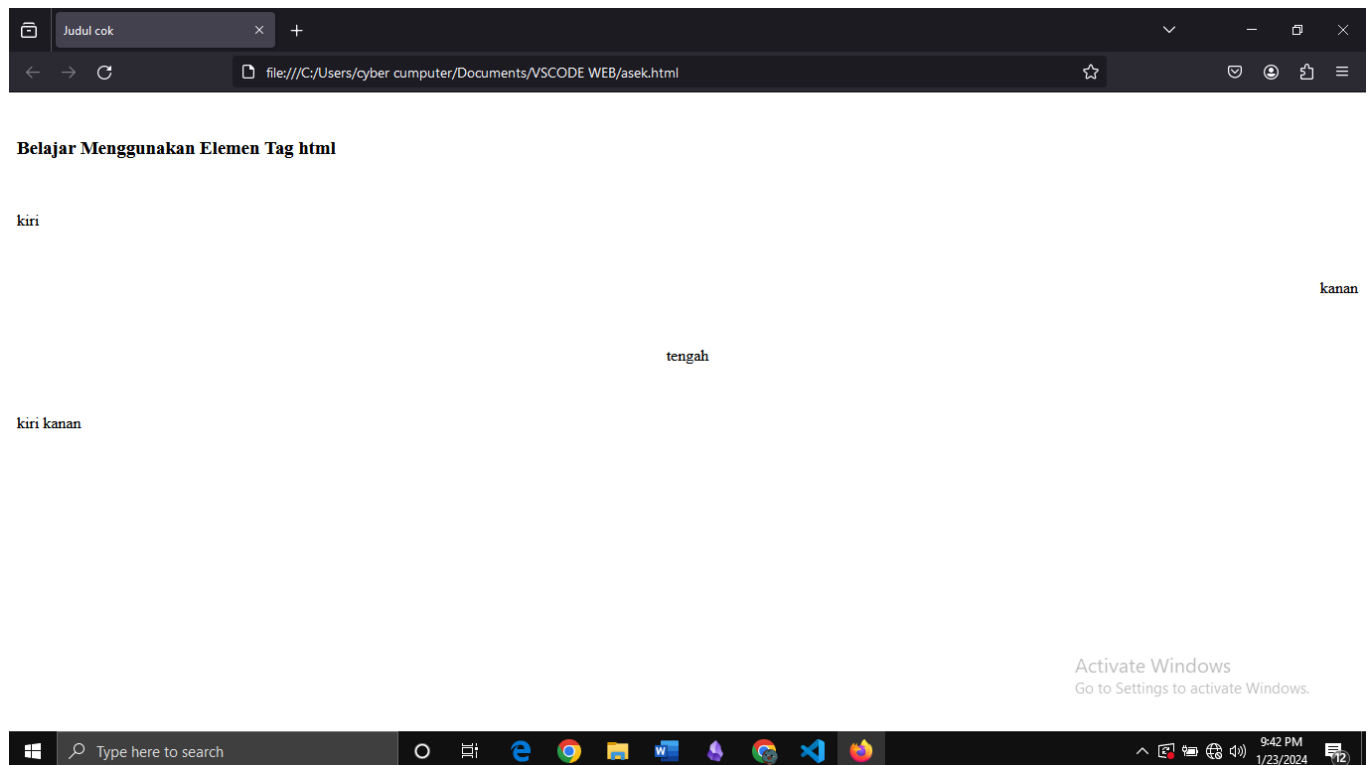 Judul cok
file:///C:/Users/cyber cumputer/Documents/VSCODE WEB/asek.html
Belajar Menggunakan Elemen Tag html
kiri
kanan
tengah
kiri kanan
Activate Windows
Go to Settings to activate Windows.
Type here to search
9:42 PM
1/23/2024
12